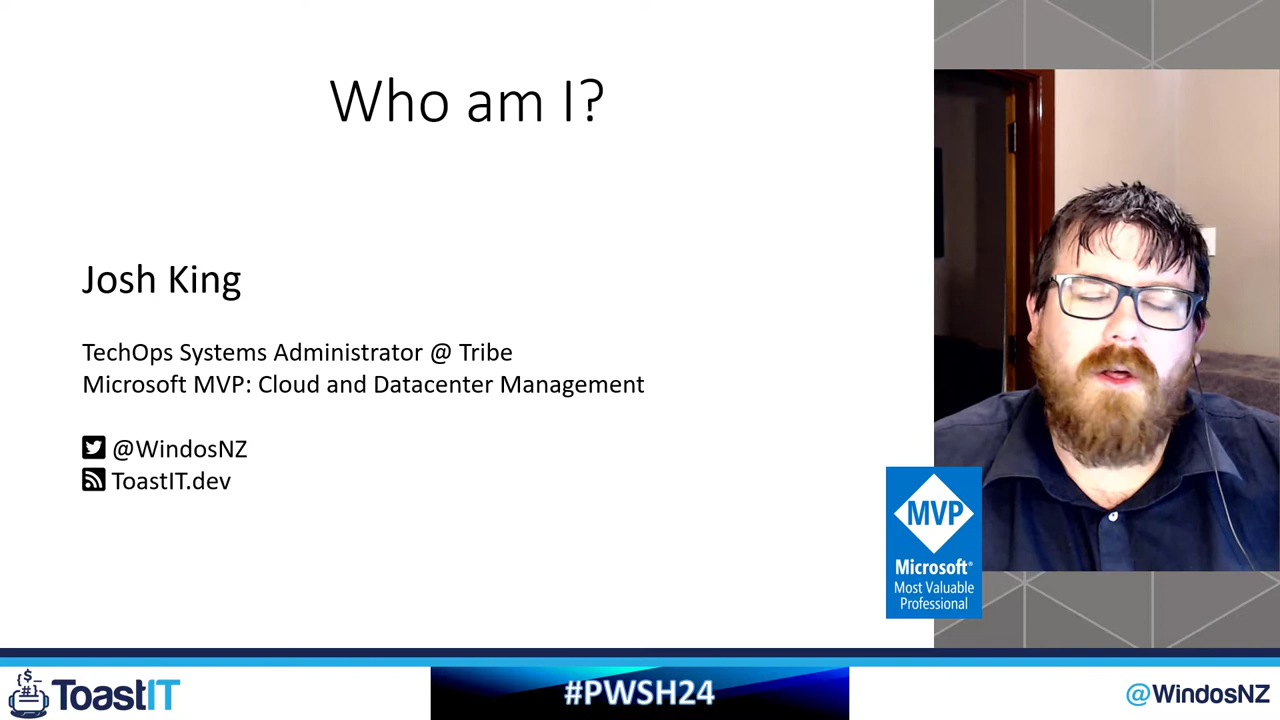 Who am I?
Josh King
TechOps Systems Administrator @ Tribe
Microsoft MVP: Cloud and Datacenter Management
@WindosNZ
ToastIT.dev
MVP
Microsoft®
Most Valuable
Professional
{$
ToastIT
#PWSH24
@WindosNZ